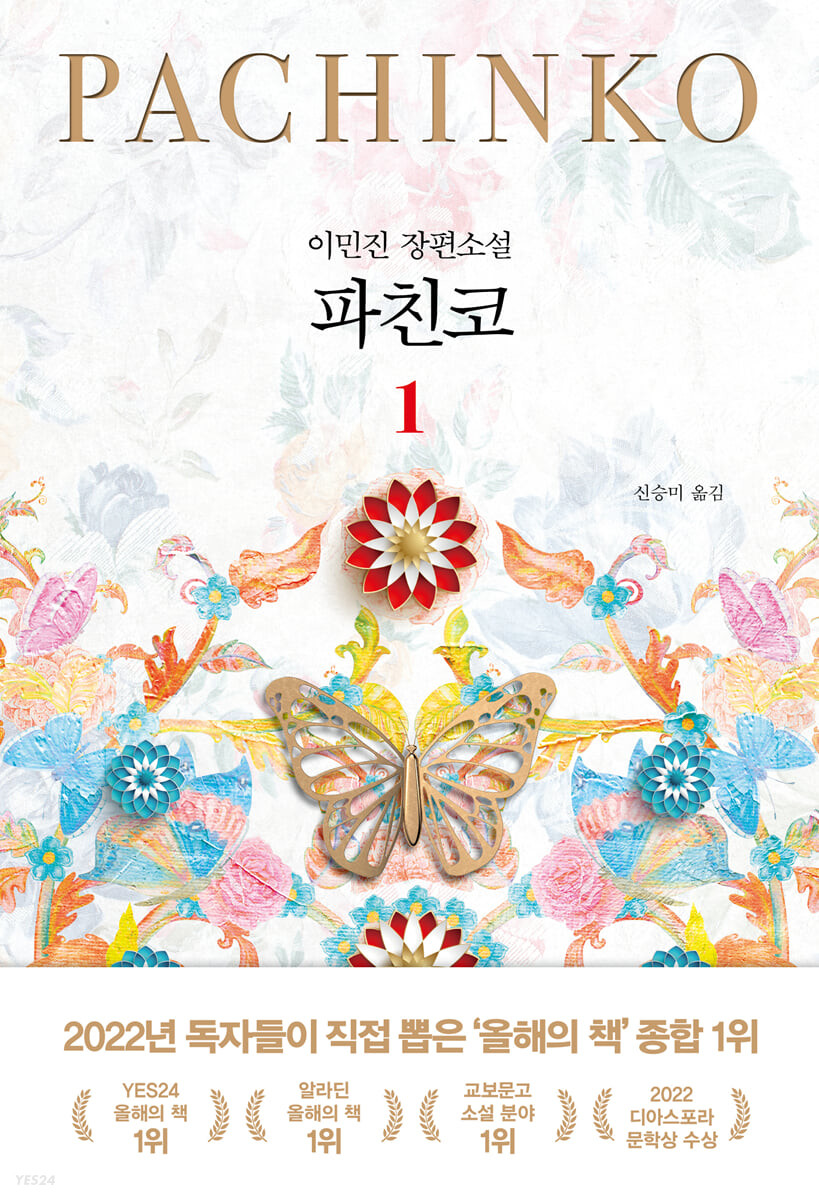 PACHINKO
이민진 장편소설
파친코
1
신승미 옮김
2022년 독자들이 직접 뽑은 ‘올해의 책’ 종합 1위
YES24
올해의 책
1위
알라딘
올해의 책
1위
교보문고
소설 분야
1위
2022
디아스포라
문학상 수상
YES24